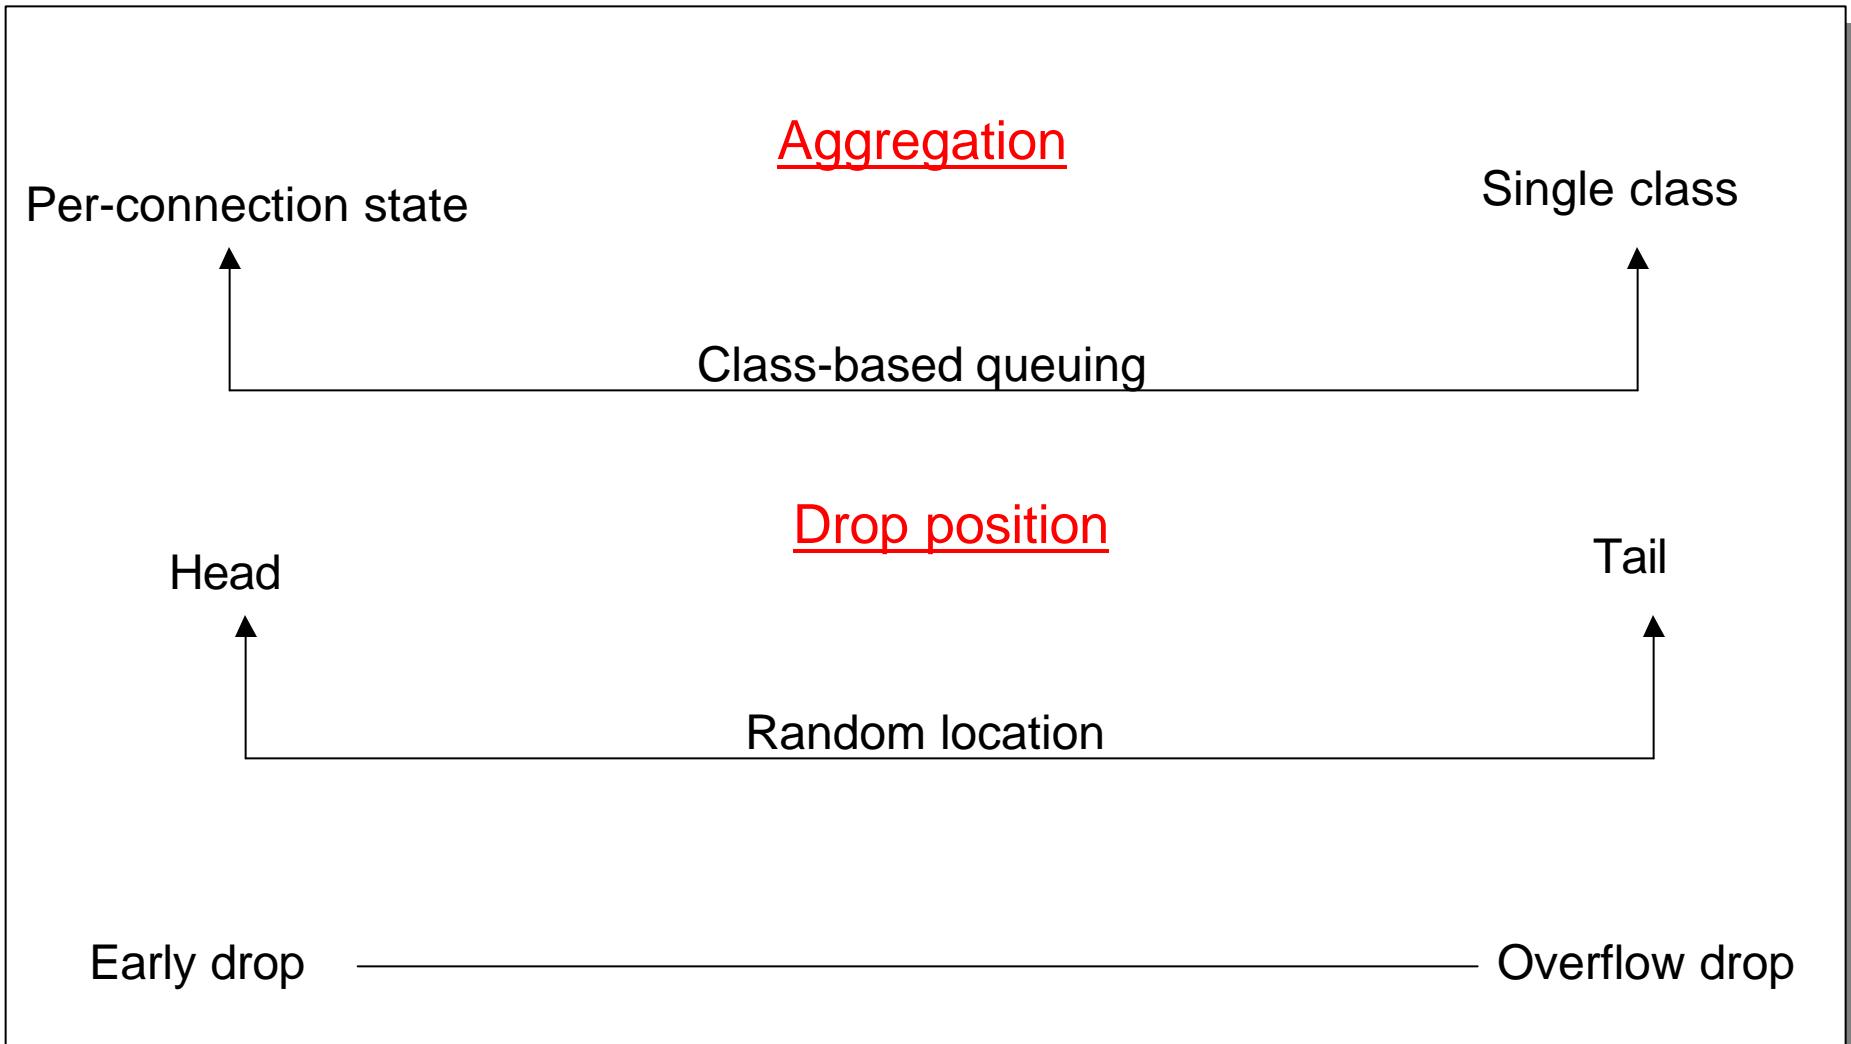 Aggregation
Per-connection state
Single class
Class-based queuing
Drop position
Head
Tail
Random location
Early drop
Overflow drop